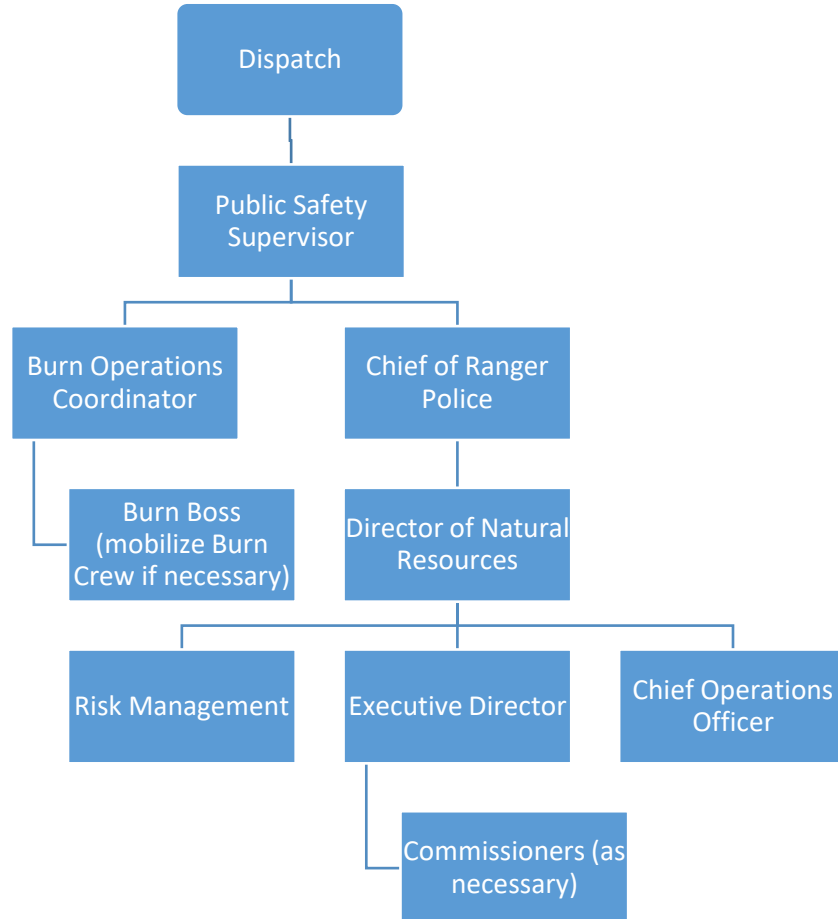 Dispatch
Public Safety
Supervisor
Burn Operations
Coordinator
Chief of Ranger
Police
Burn Boss
(mobilize Burn
Crew if necessary)
Director of Natural
Resources
Risk Management
Executive Director
Chief Operations
Officer
Commissioners (as
necessary)